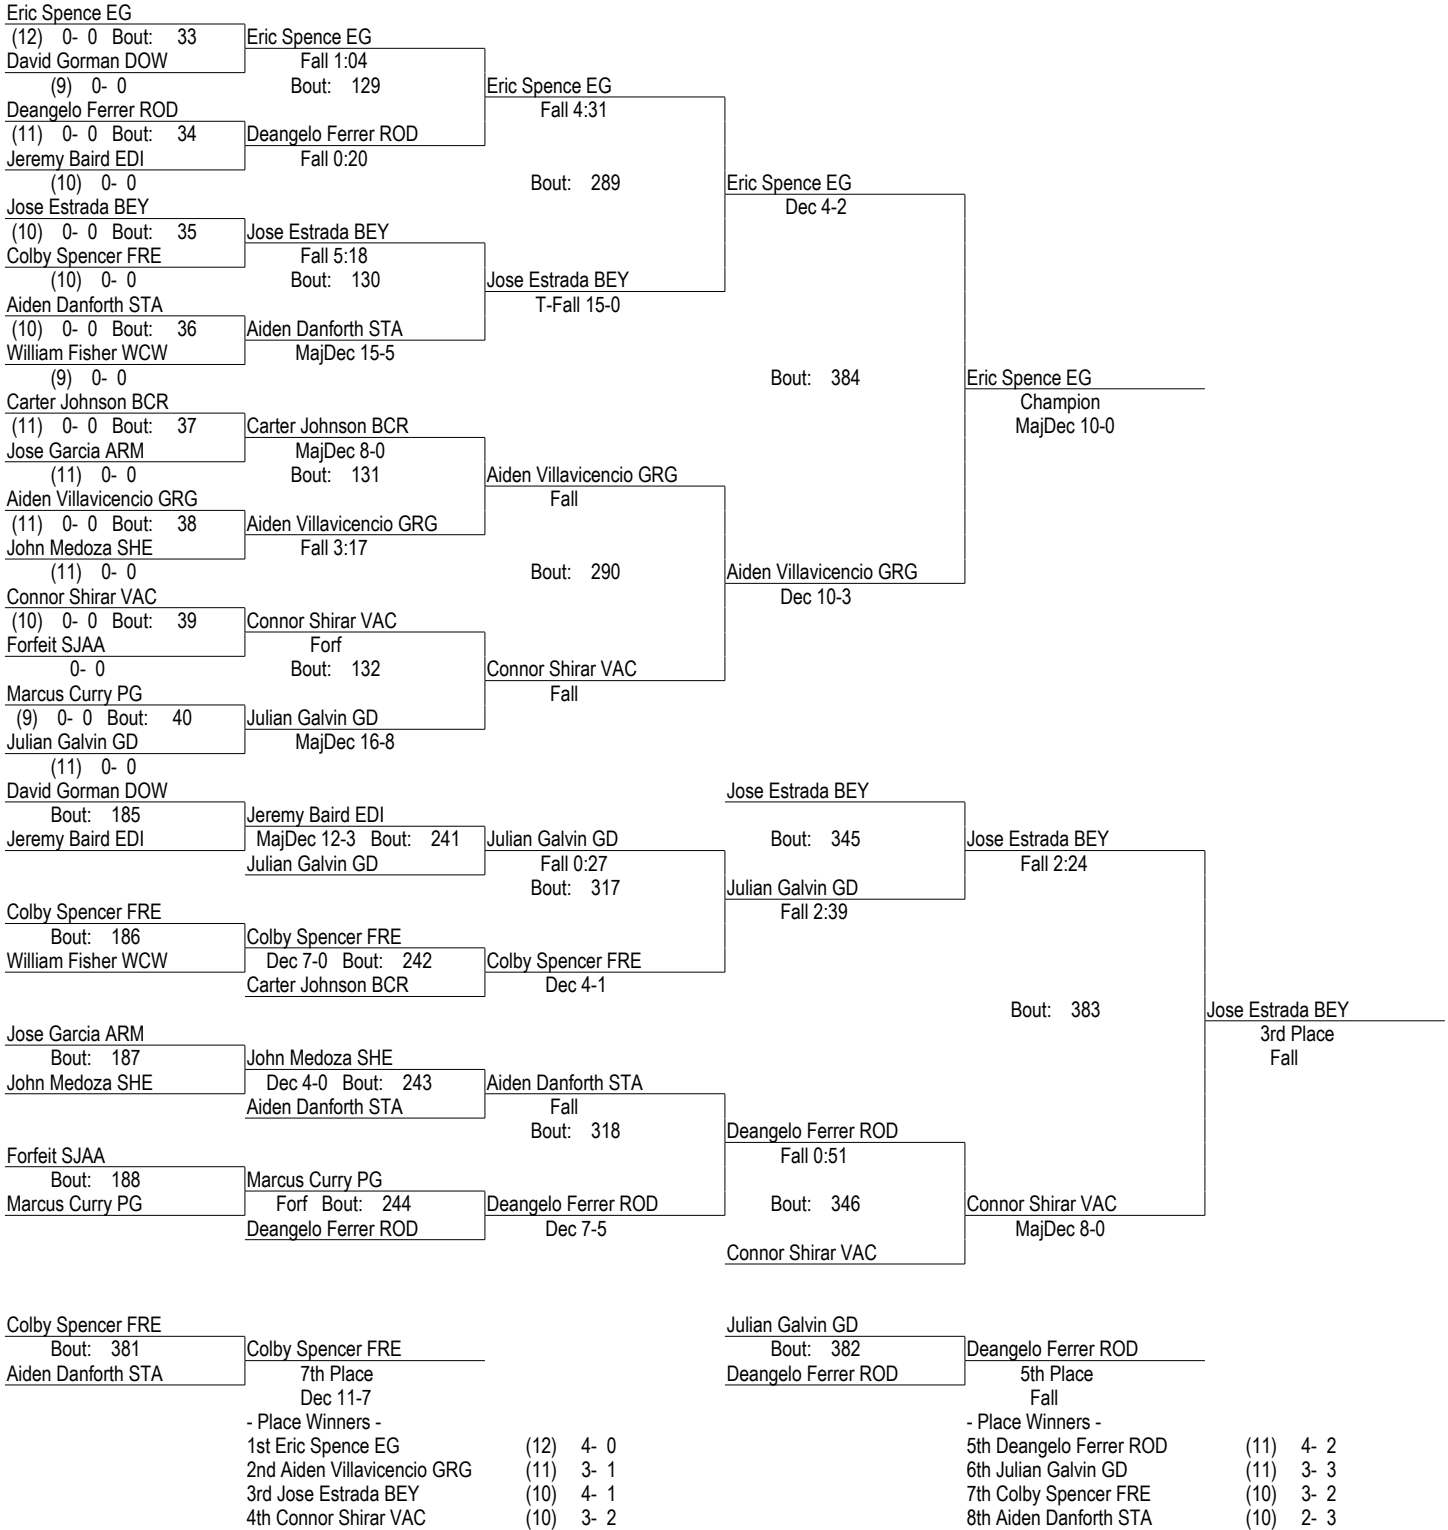 Eric Spence EG
(12) 0- 0 Bout: 33 Eric Spence EG
David Gorman DOW Fall 1:04
(9) 0- 0 Bout: 129 Eric Spence EG
Deangelo Ferrer ROD Fall 4:31
(11) 0- 0 Bout: 34 Deangelo Ferrer ROD
Jeremy Baird EDI Fall 0:20
(10) 0- 0 Bout: 289 Eric Spence EG
Jose Estrada BEY Dec 4-2
(10) 0- 0 Bout: 35 Jose Estrada BEY
Colby Spencer FRE Fall 5:18
(10) 0- 0 Bout: 130 Jose Estrada BEY
Aiden Danforth STA T-Fall 15-0
(10) 0- 0 Bout: 36 Aiden Danforth STA
William Fisher WCW MajDec 15-5
(9) 0- 0 Bout: 384 Eric Spence EG
Carter Johnson BCR Champion
(11) 0- 0 Bout: 37 Carter Johnson BCR MajDec 10-0
Jose Garcia ARM MajDec 8-0
(11) 0- 0 Bout: 131 Aiden Villavicencio GRG
Aiden Villavicencio GRG Fall
(11) 0- 0 Bout: 38 Aiden Villavicencio GRG
John Medoza SHE Fall 3:17
(11) 0- 0 Bout: 290 Aiden Villavicencio GRG
Connor Shirar VAC Dec 10-3
(10) 0- 0 Bout: 39 Connor Shirar VAC
Forfeit SJAA Forf
0- 0 Bout: 132 Connor Shirar VAC
Marcus Curry PG Fall
(9) 0- 0 Bout: 40 Julian Galvin GD
Julian Galvin GD MajDec 16-8
(11) 0- 0
David Gorman DOW Jose Estrada BEY
Bout: 185 Jeremy Baird EDI
Jeremy Baird EDI MajDec 12-3 Bout: 241 Julian Galvin GD Bout: 345 Jose Estrada BEY
Julian Galvin GD Fall 0:27 Fall 2:24
Bout: 317 Julian Galvin GD
Colby Spencer FRE Fall 2:39
Bout: 186 Colby Spencer FRE
William Fisher WCW Dec 7-0 Bout: 242 Colby Spencer FRE
Carter Johnson BCR Dec 4-1
Bout: 383 Jose Estrada BEY
Jose Garcia ARM 3rd Place
Bout: 187 John Medoza SHE Fall
John Medoza SHE Dec 4-0 Bout: 243 Aiden Danforth STA
Aiden Danforth STA Fall
Bout: 318 Deangelo Ferrer ROD
Forfeit SJAA Fall 0:51
Bout: 188 Marcus Curry PG
Marcus Curry PG Forf Bout: 244 Deangelo Ferrer ROD Bout: 346 Connor Shirar VAC
Deangelo Ferrer ROD Dec 7-5 MajDec 8-0
Connor Shirar VAC
Colby Spencer FRE Julian Galvin GD
Bout: 381 Colby Spencer FRE Bout: 382 Deangelo Ferrer ROD
Aiden Danforth STA 7th Place Deangelo Ferrer ROD 5th Place
Dec 11-7 Fall
- Place Winners - - Place Winners -
1st Eric Spence EG (12) 4- 0 5th Deangelo Ferrer ROD (11) 4- 2
2nd Aiden Villavicencio GRG (11) 3- 1 6th Julian Galvin GD (11) 3- 3
3rd Jose Estrada BEY (10) 4- 1 7th Colby Spencer FRE (10) 3- 2
4th Connor Shirar VAC (10) 3- 2 8th Aiden Danforth STA (10) 2- 3